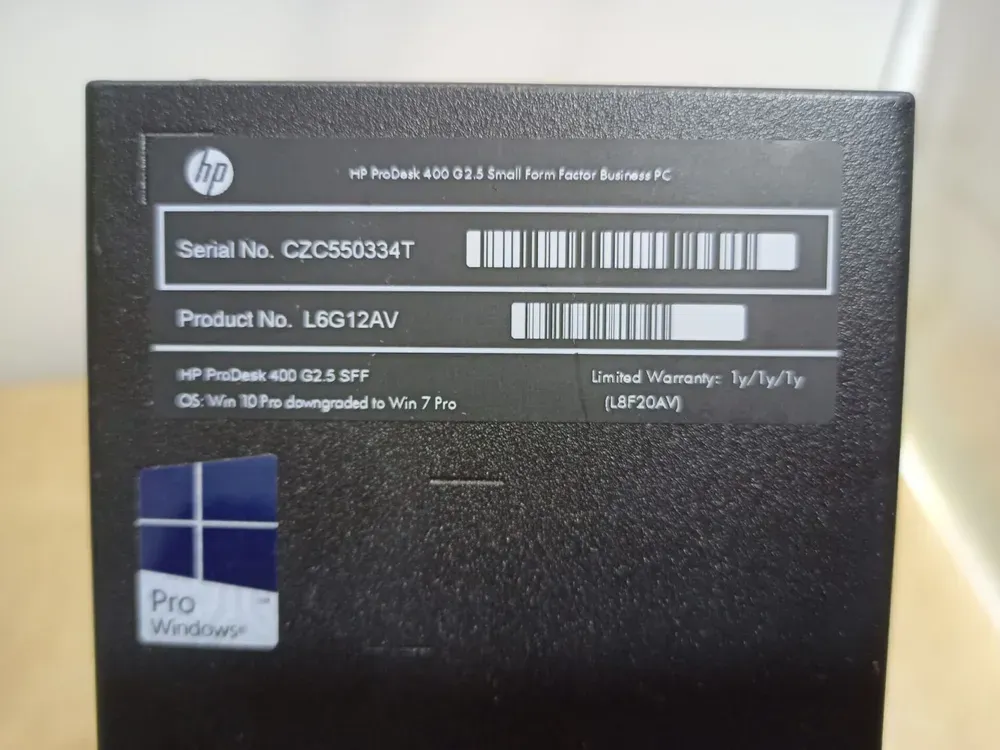 hp
HP ProDesk 400 G2.5 Small Form Factor Business PC
Serial No. CZC550334T
Product No. L6G12AV
HP ProDesk 400 G2.5 SFF
Limited Warranty: 1y/1y/1y
OS: Win 10 Pro downgraded to Win 7 Pro
(L8F20AV)
Pro
Windows®